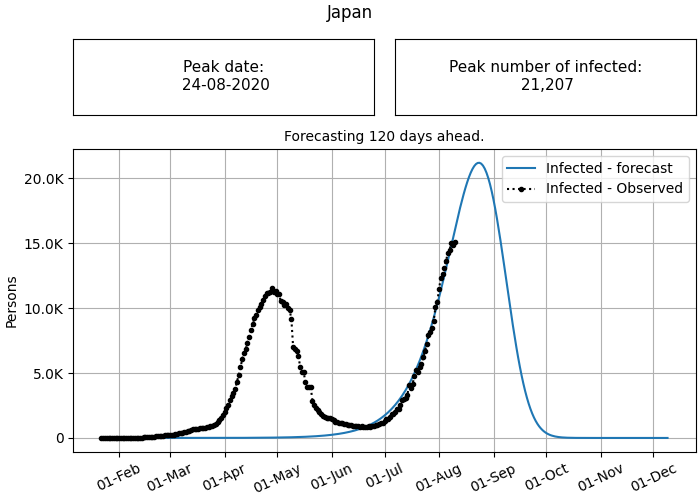 Japan
Peak date:
24-08-2020
Peak number of infected:
21,207
Forecasting 120 days ahead.
Infected - forecast
Infected - Observed
20.0K
15.0K
10.0K
5.0K
0
Persons
01-Feb
01-Mar
01-Apr
01-May
01-Jun
01-Jul
01-Aug
01-Sep
01-Oct
01-Nov
01-Dec